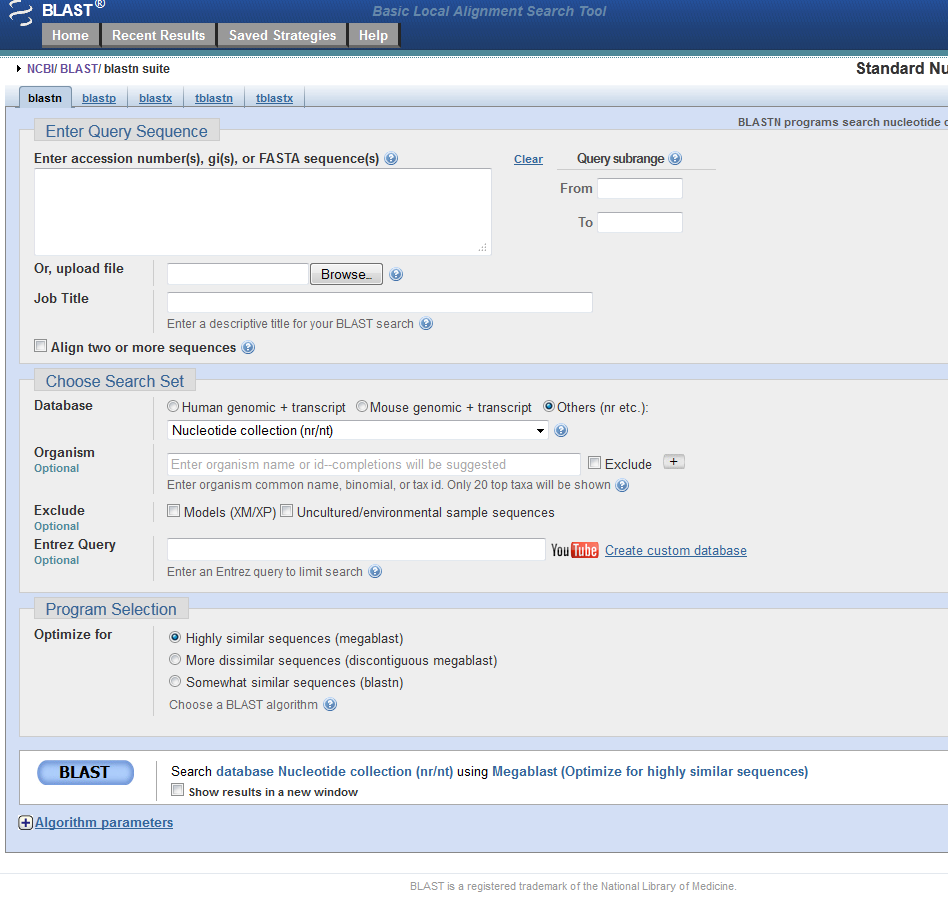 BLAST®
Basic Local Alignment Search Tool
Home Recent Results Saved Strategies Help
NCBI/ BLAST/ blastn suite
Standard Nu
blastn blastp blastx tblastn tblastx
BLASTN programs search nucleotide
Enter Query Sequence
Enter accession number(s), gi(s), or FASTA sequence(s)
Clear
Query subrange
From
To
Or, upload file
Browse...
Job Title
Enter a descriptive title for your BLAST search
Align two or more sequences
Choose Search Set
Database
Human genomic + transcript Mouse genomic + transcript Others (nr etc.):
Nucleotide collection (nr/nt)
Organism
Optional
Enter organism name or id--completions will be suggested
Exclude
+
Enter organism common name, binomial, or tax id. Only 20 top taxa will be shown
Exclude
Optional
Models (XM/XP) Uncultured/environmental sample sequences
Entrez Query
Optional
YouTube Create custom database
Enter an Entrez query to limit search
Program Selection
Optimize for
Highly similar sequences (megablast)
More dissimilar sequences (discontiguous megablast)
Somewhat similar sequences (blastn)
Choose a BLAST algorithm
BLAST
Search database Nucleotide collection (nr/nt) using Megablast (Optimize for highly similar sequences)
Show results in a new window
Algorithm parameters
BLAST is a registered trademark of the National Library of Medicine.